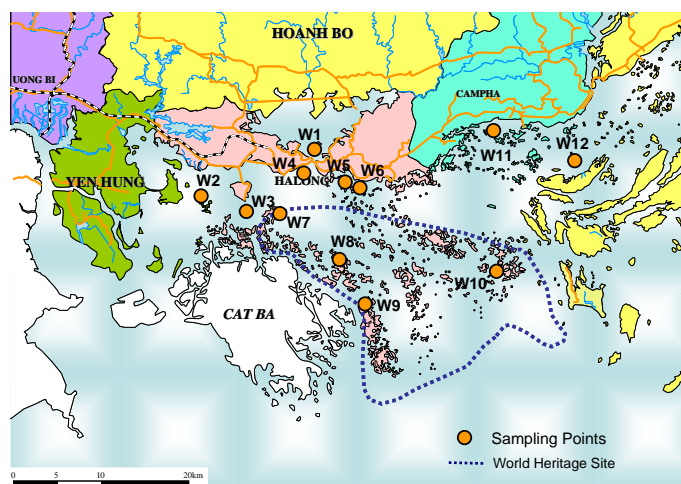 HOANH BO
UONG BI
CAMPHA
W1
W11
W12
W4
W5
W6
HALONG
YEN HUNG
W2
W3
W7
W8
W10
CAT BA
W9
Sampling Points
World Heritage Site
0 5 10 20km